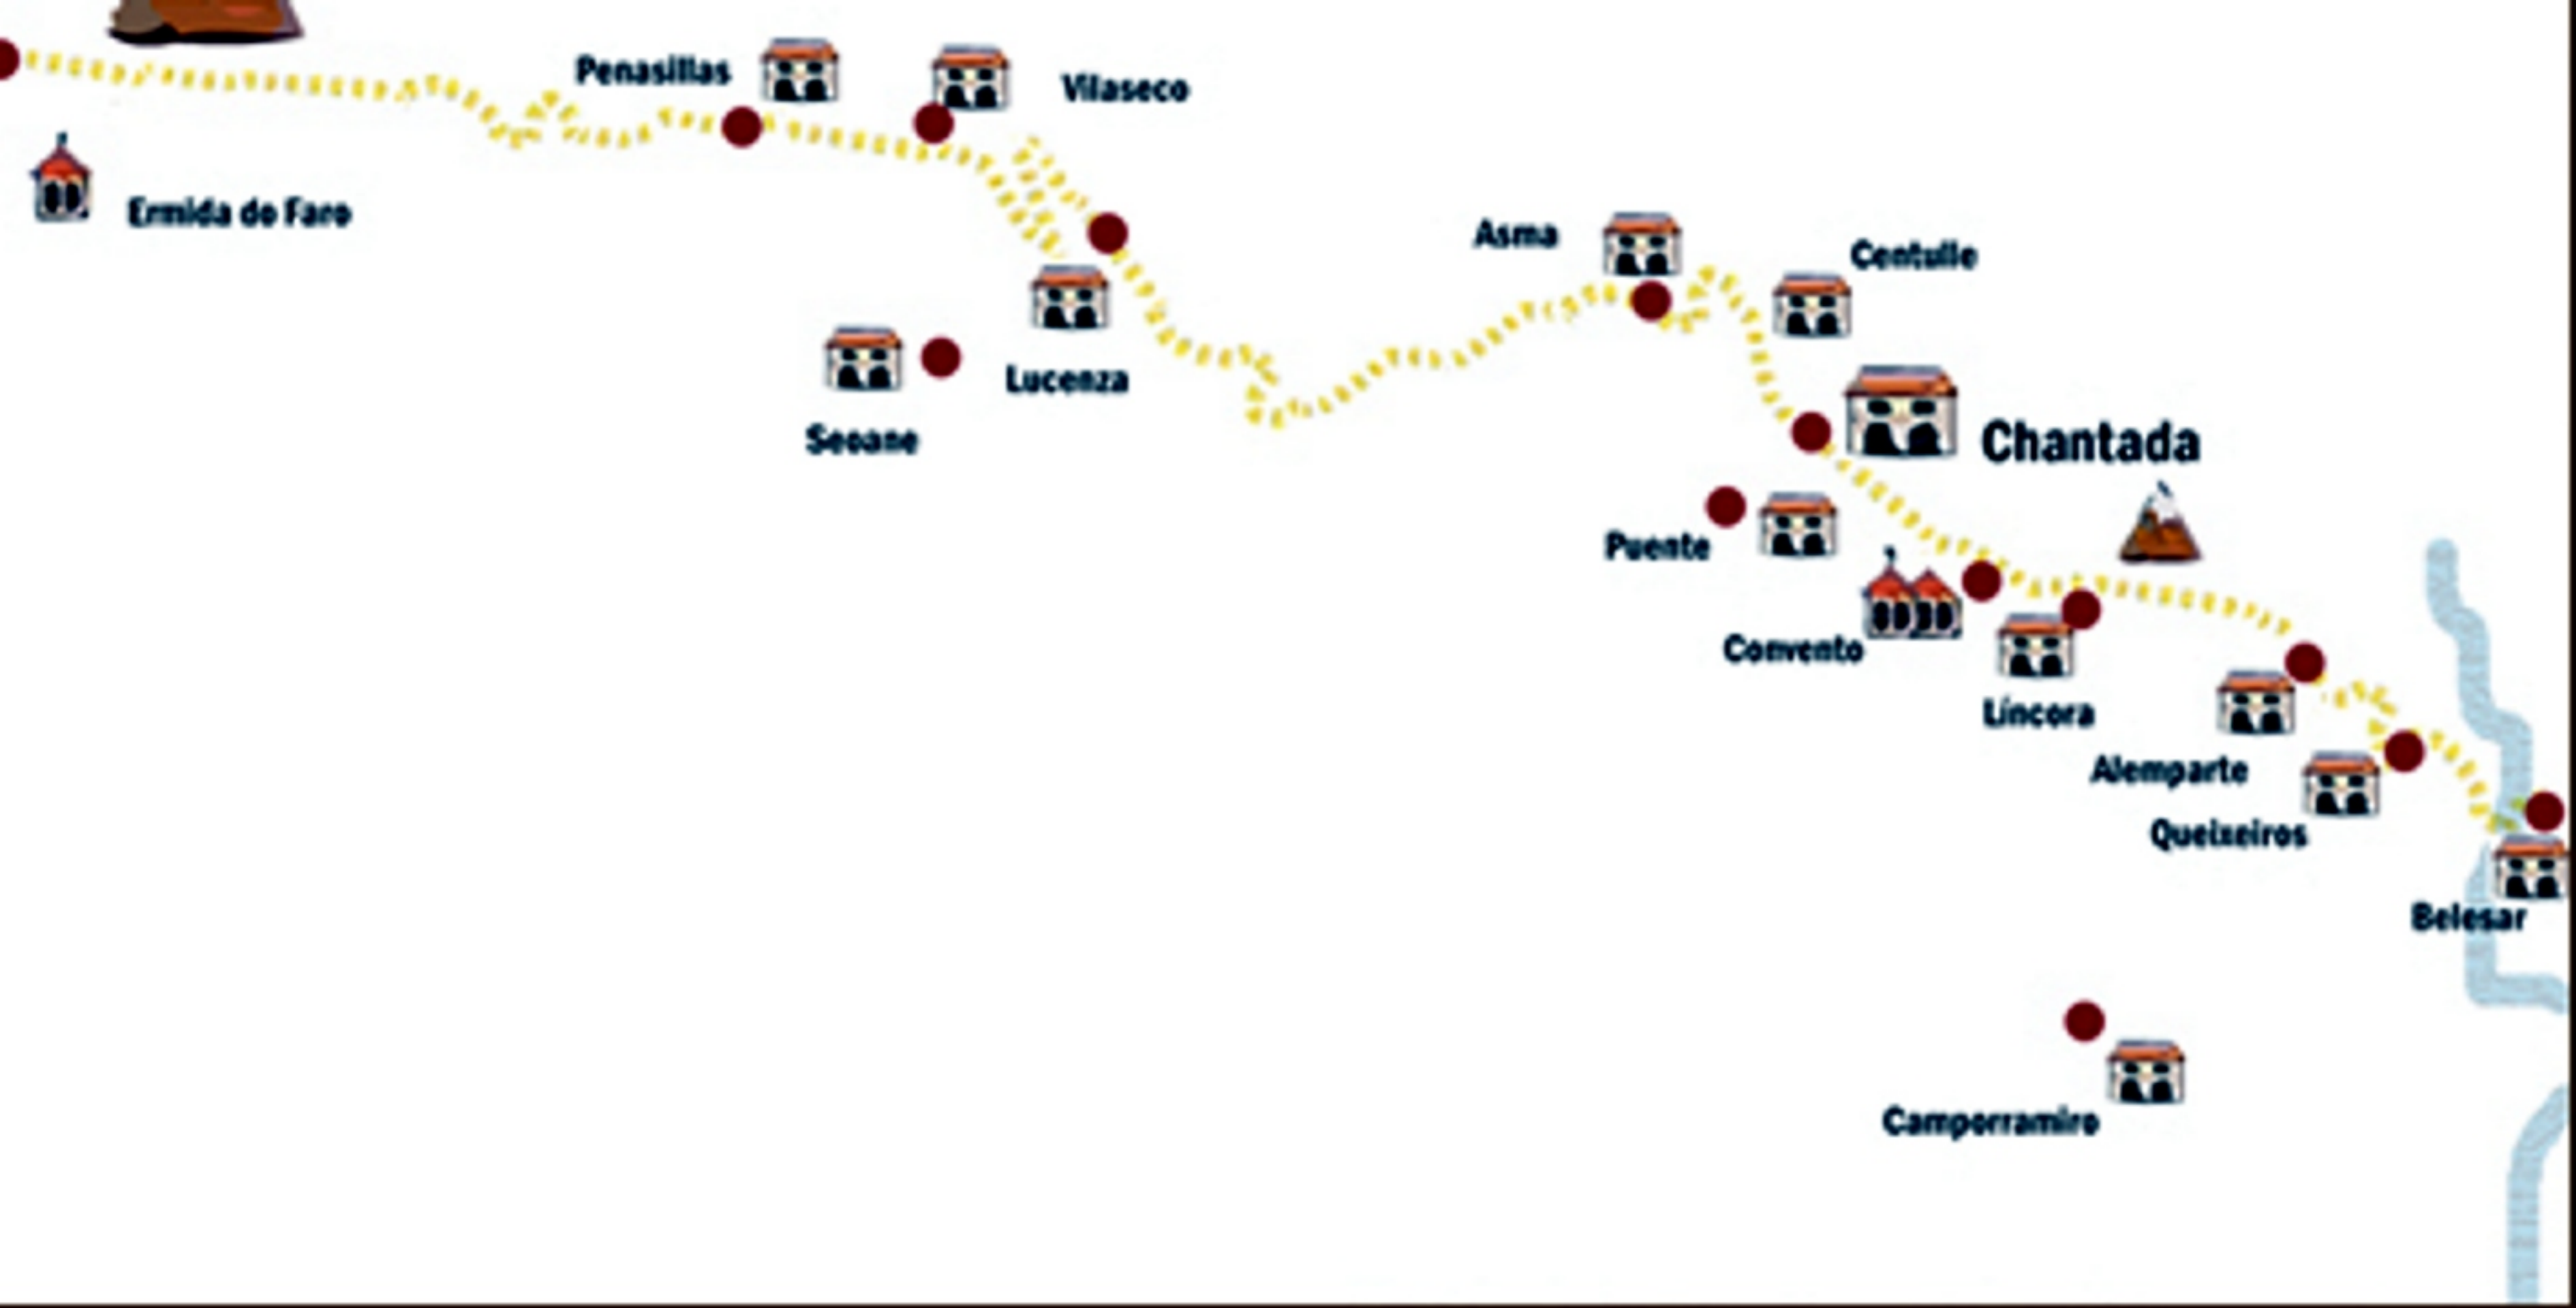 Penasillas
Vilaseco
Ermida do Faro
Asma
Centulle
Lucenza
Seoane
Chantada
Puente
Convento
Líncora
Alemparte
Queixeiros
Belesar
Camporramiro